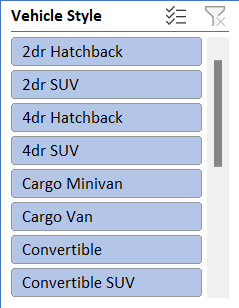 Vehicle Style
2dr Hatchback
2dr SUV
4dr Hatchback
4dr SUV
Cargo Minivan
Cargo Van
Convertible
Convertible SUV